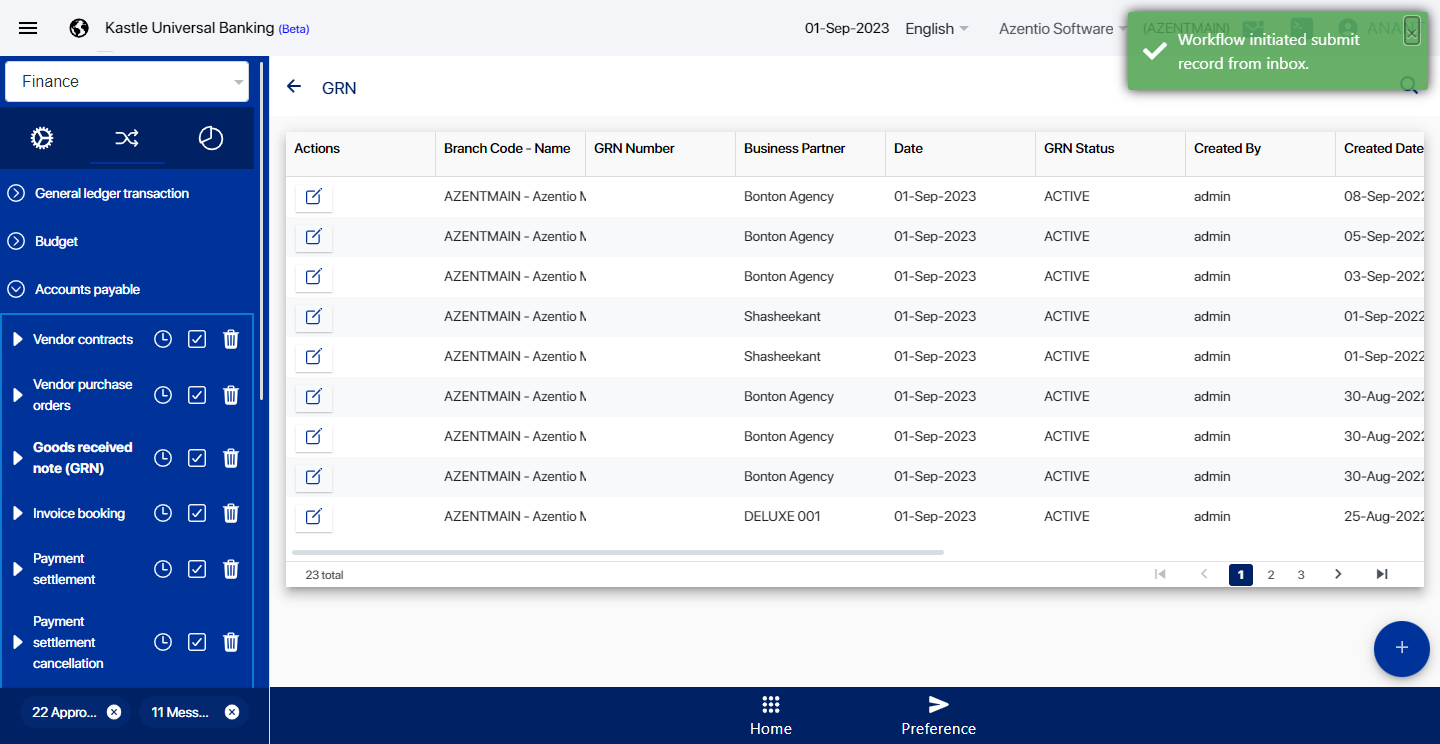 Kastle Universal Banking (Beta)
01-Sep-2023
English
Azentio Software
(AZENTMAIN)
Workflow initiated submit
record from inbox.
Finance
GRN
General ledger transaction
Budget
Accounts payable
Vendor contracts
Vendor purchase
orders
Goods received
note (GRN)
Invoice booking
Payment
settlement
Payment
settlement
cancellation
22 Appro...
11 Mess...
Actions Branch Code - Name GRN Number Business Partner Date GRN Status Created By Created Date
AZENTMAIN - Azentio M Bonton Agency 01-Sep-2023 ACTIVE admin 08-Sep-2022
AZENTMAIN - Azentio M Bonton Agency 01-Sep-2023 ACTIVE admin 05-Sep-2022
AZENTMAIN - Azentio M Bonton Agency 01-Sep-2023 ACTIVE admin 03-Sep-2022
AZENTMAIN - Azentio M Shasheekant 01-Sep-2023 ACTIVE admin 01-Sep-2022
AZENTMAIN - Azentio M Shasheekant 01-Sep-2023 ACTIVE admin 01-Sep-2022
AZENTMAIN - Azentio M Bonton Agency 01-Sep-2023 ACTIVE admin 30-Aug-2022
AZENTMAIN - Azentio M Bonton Agency 01-Sep-2023 ACTIVE admin 30-Aug-2022
AZENTMAIN - Azentio M Bonton Agency 01-Sep-2023 ACTIVE admin 30-Aug-2022
AZENTMAIN - Azentio M DELUXE 001 01-Sep-2023 ACTIVE admin 25-Aug-2022
23 total
1 2 3
Home
Preference